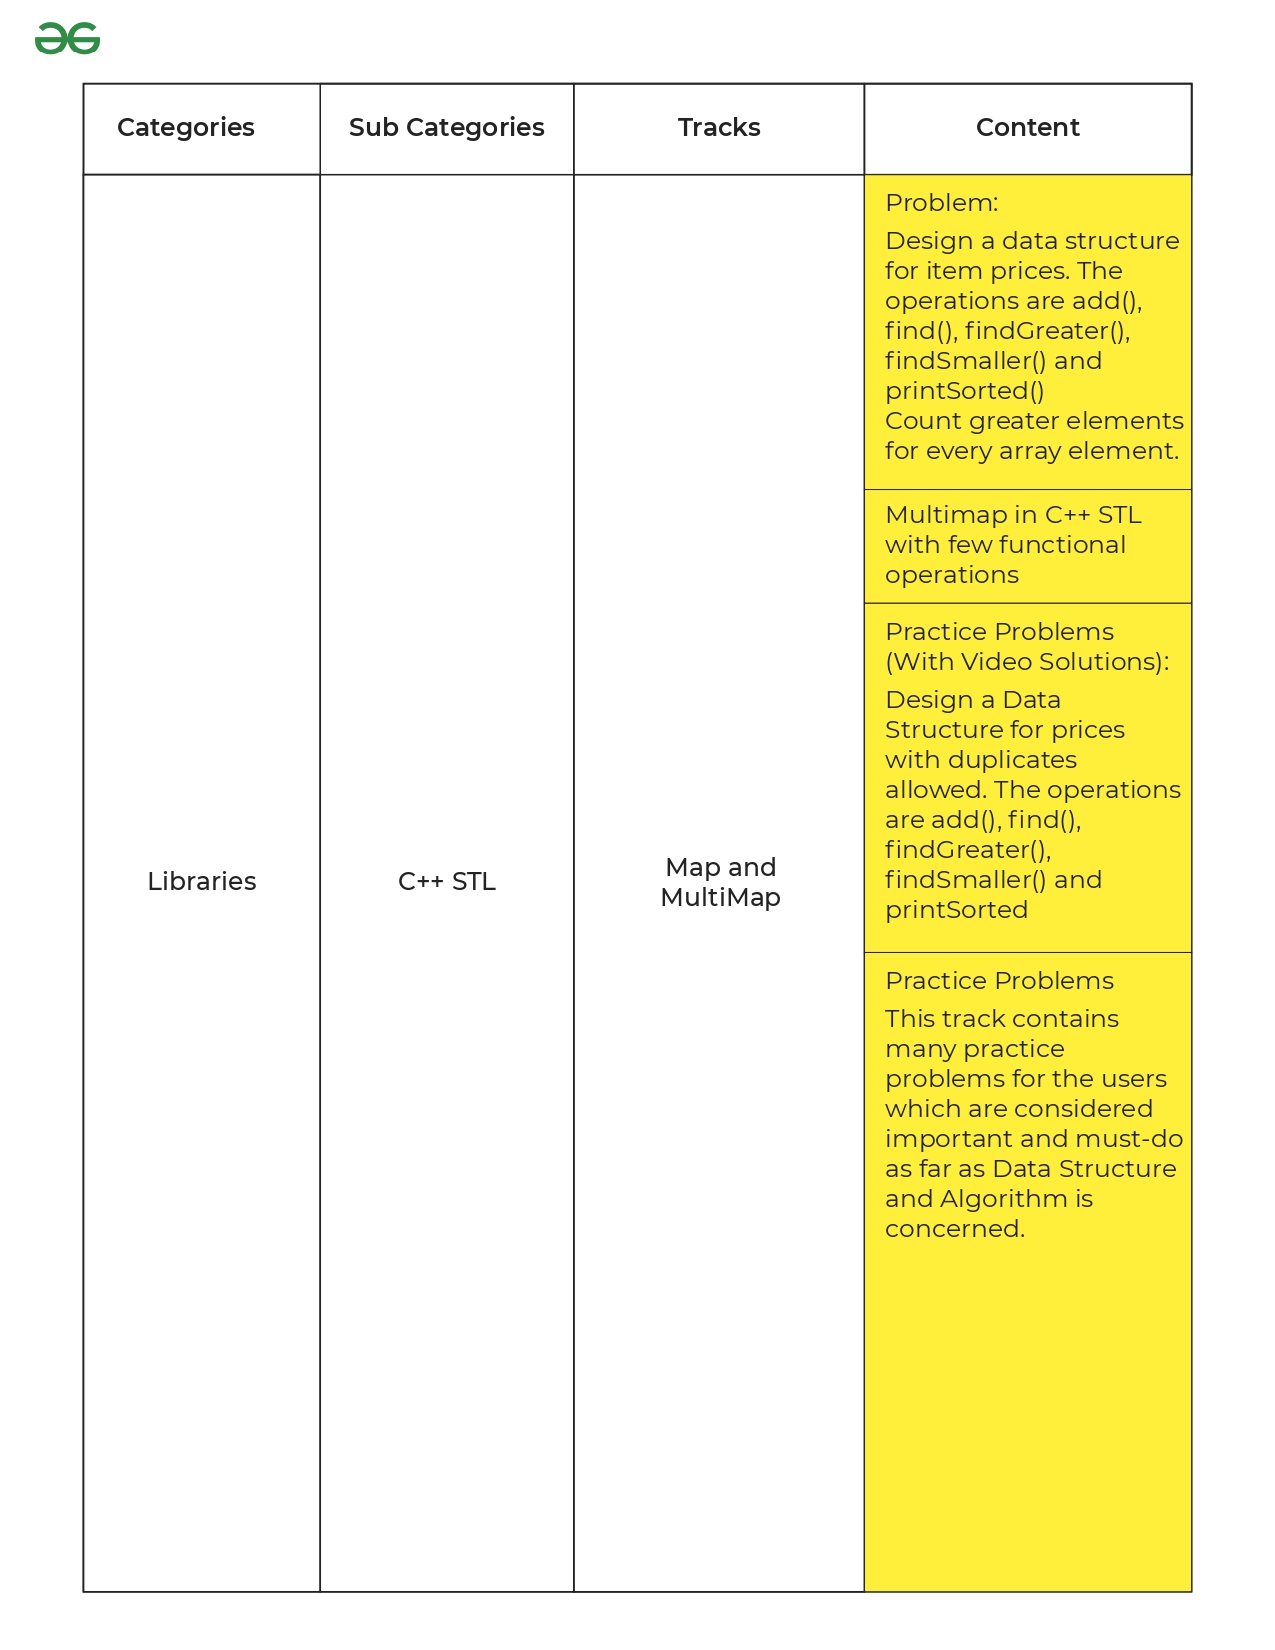 Categories
Sub Categories
Tracks
Content
Libraries
C++ STL
Map and
MultiMap
Problem:
Design a data structure
for item prices. The
operations are add(),
find(), findGreater(),
findSmaller() and
printSorted()
Count greater elements
for every array element.
Multimap in C++ STL
with few functional
operations
Practice Problems
(With Video Solutions):
Design a Data
Structure for prices
with duplicates
allowed. The operations
are add(), find(),
findGreater(),
findSmaller() and
printSorted
Practice Problems
This track contains
many practice
problems for the users
which are considered
important and must-do
as far as Data Structure
and Algorithm is
concerned.